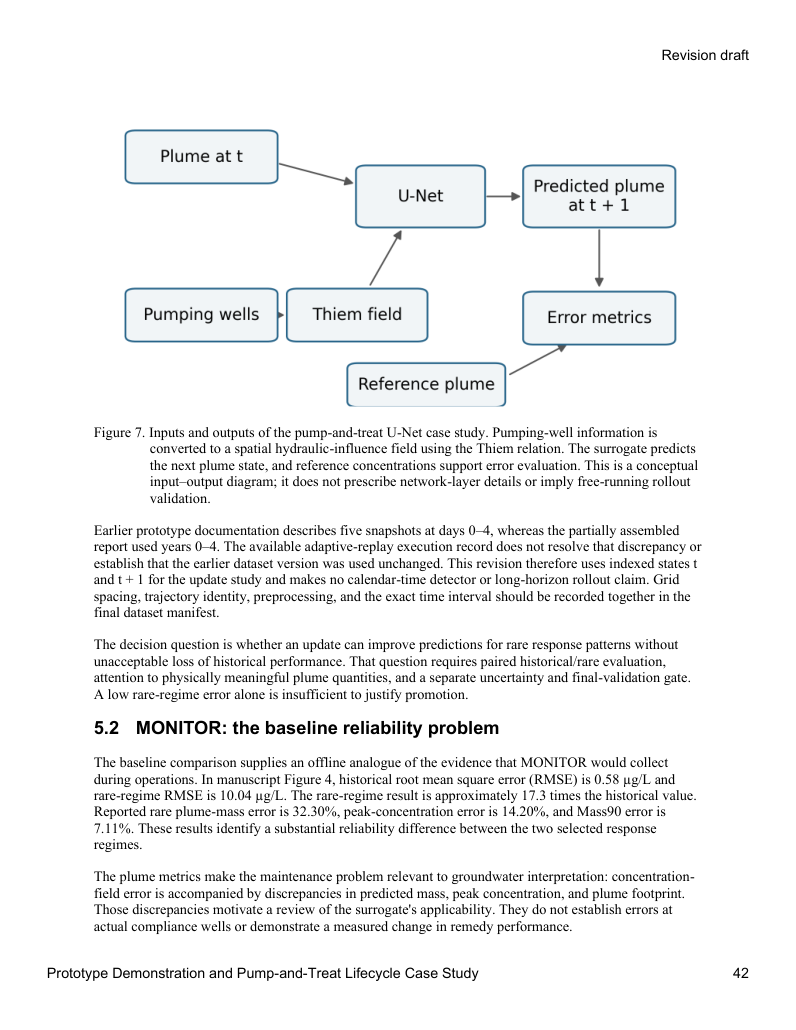 Revision draft
Plume at t
U-Net
Predicted plume
at t + 1
Pumping wells
Thiem field
Error metrics
Reference plume
Figure 7. Inputs and outputs of the pump-and-treat U-Net case study. Pumping-well information is
converted to a spatial hydraulic-influence field using the Thiem relation. The surrogate predicts
the next plume state, and reference concentrations support error evaluation. This is a conceptual
input–output diagram; it does not prescribe network-layer details or imply free-running rollout
validation.
Earlier prototype documentation describes five snapshots at days 0–4, whereas the partially assembled
report used years 0–4. The available adaptive-replay execution record does not resolve that discrepancy or
establish that the earlier dataset version was used unchanged. This revision therefore uses indexed states t
and t + 1 for the update study and makes no calendar-time detector or long-horizon rollout claim. Grid
spacing, trajectory identity, preprocessing, and the exact time interval should be recorded together in the
final dataset manifest.
The decision question is whether an update can improve predictions for rare response patterns without
unacceptable loss of historical performance. That question requires paired historical/rare evaluation,
attention to physically meaningful plume quantities, and a separate uncertainty and final-validation gate.
A low rare-regime error alone is insufficient to justify promotion.
5.2 MONITOR: the baseline reliability problem
The baseline comparison supplies an offline analogue of the evidence that MONITOR would collect
during operations. In manuscript Figure 4, historical root mean square error (RMSE) is 0.58 µg/L and
rare-regime RMSE is 10.04 µg/L. The rare-regime result is approximately 17.3 times the historical value.
Reported rare plume-mass error is 32.30%, peak-concentration error is 14.20%, and Mass90 error is
7.11%. These results identify a substantial reliability difference between the two selected response
regimes.
The plume metrics make the maintenance problem relevant to groundwater interpretation: concentration-
field error is accompanied by discrepancies in predicted mass, peak concentration, and plume footprint.
Those discrepancies motivate a review of the surrogate's applicability. They do not establish errors at
actual compliance wells or demonstrate a measured change in remedy performance.
Prototype Demonstration and Pump-and-Treat Lifecycle Case Study 42